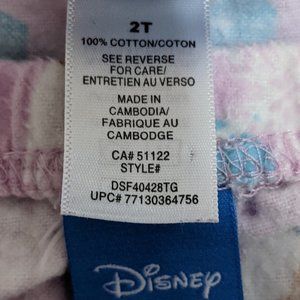 2T
100% COTTON/COTON
SEE REVERSE
FOR CARE/
ENTRETIEN AU VERSO
MADE IN
CAMBODIA/
FABRIQUE AU
CAMBODGE
CA# 51122
STYLE#
DSF40428TG
UPC# 77130364756
Disney